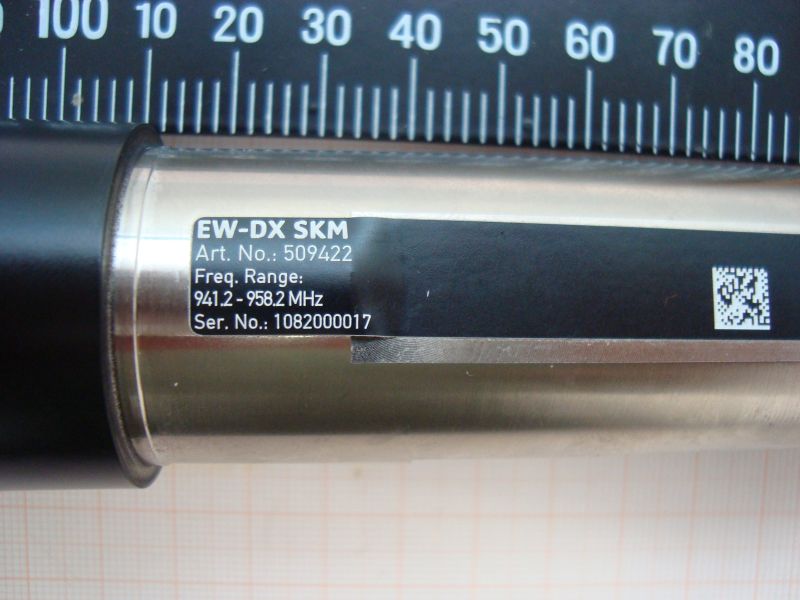 100 10 20 30 40 50 60 70 80
EW-DX SKM
Art. No.: 509422
Freq. Range:
941.2 - 958.2 MHz
Ser. No.: 1082000017